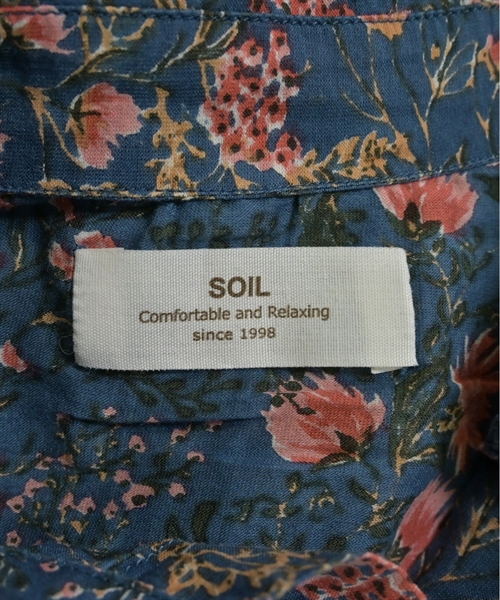 SOIL
Comfortable and Relaxing
since 1998